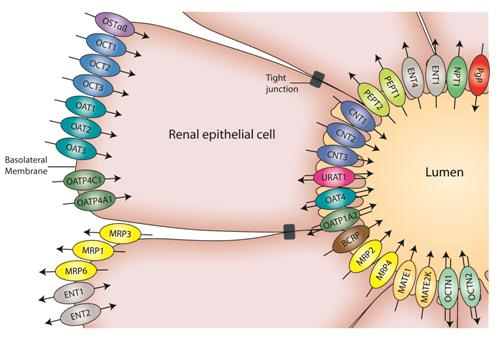 OSTαß
OCT1
OCT2
OCT3
OAT1
OAT2
OAT3
Basolateral
Membrane
OATP4C1
OATP4A1
MRP3
MRP1
MRP6
ENT1
ENT2
Renal epithelial cell
Tight
junction
PEPT2
PEPT1
ENT4
ENT1
NPT1
PgP
CNT1
CNT2
CNT3
URAT1
OAT4
OATP1A2
BCRP
MRP2
MRP4
MATE1
MATE2K
OCTN1
OCTN2
Lumen